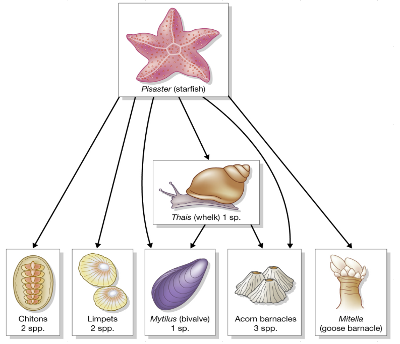 Pisaster (starfish)
Thais (whelk) 1 sp.
Chitons
2 spp.
Limpets
2 spp.
Mytilus (bivalve)
1 sp.
Acorn barnacles
3 spp.
Mitella
(goose barnacle)